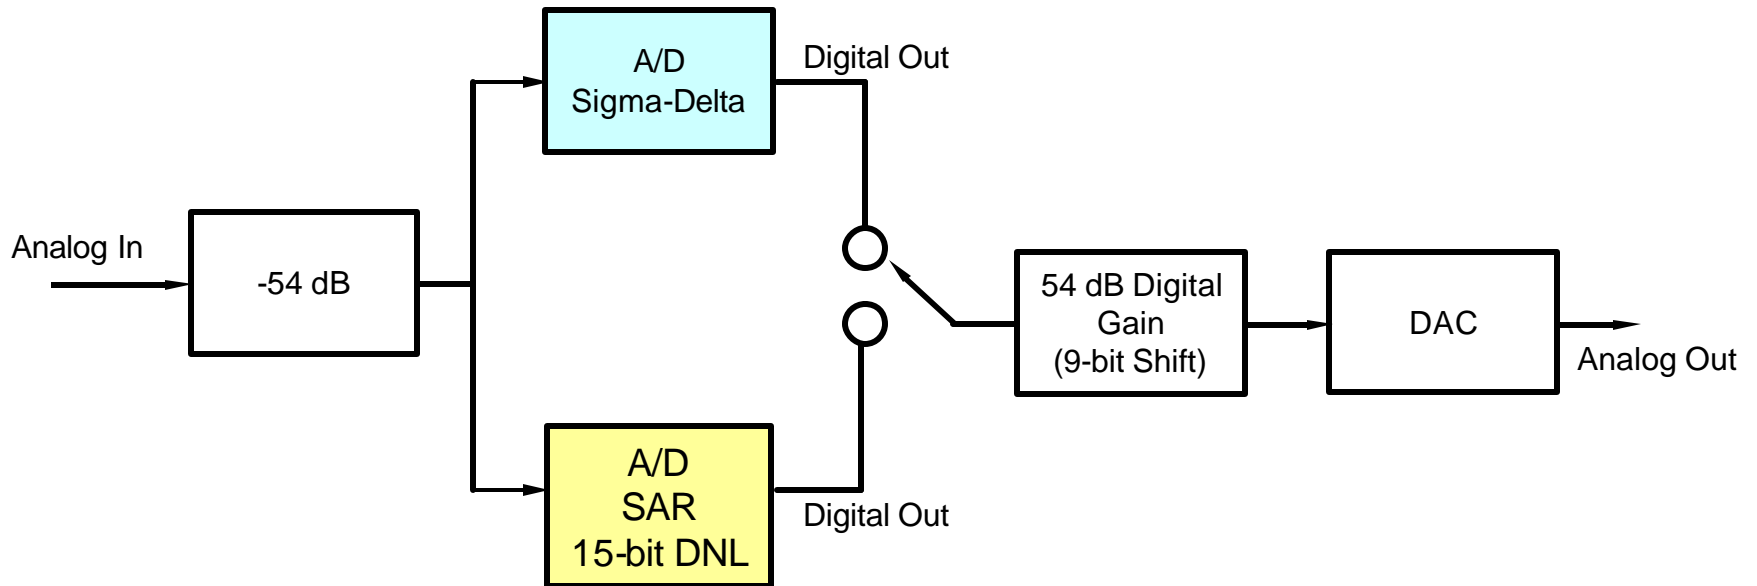 Analog In
-54 dB
A/D
Sigma-Delta
Digital Out
A/D
SAR
15-bit DNL
Digital Out
54 dB Digital
Gain
(9-bit Shift)
DAC
Analog Out